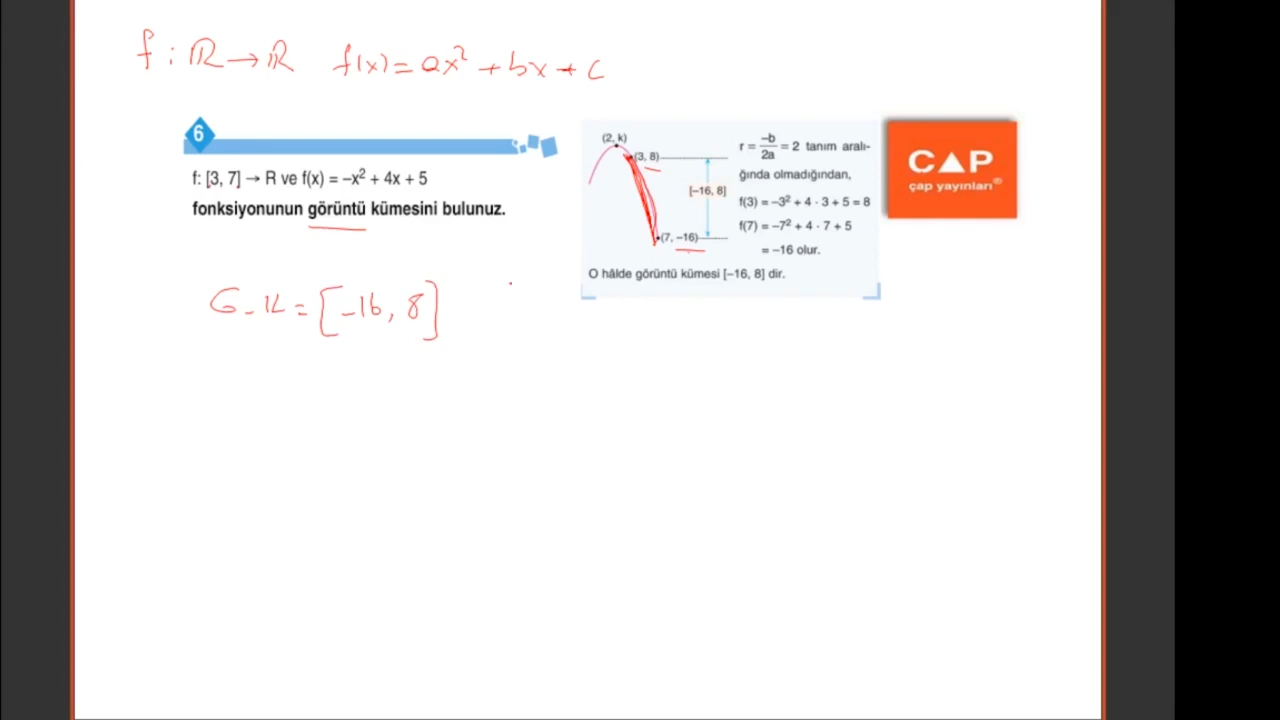 f : ℝ → ℝ f(x) = ax² + bx + c
6
f: [3, 7] → R ve f(x) = –x² + 4x + 5
fonksiyonunun görüntü kümesini bulunuz.
G.K = [-16, 8]
(2, k)
(3, 8)
[–16, 8]
(7, –16)
r = –b/2a = 2 tanım aralı-
ğında olmadığından,
f(3) = –3² + 4 · 3 + 5 = 8
f(7) = –7² + 4 · 7 + 5
= –16 olur.
O hâlde görüntü kümesi [–16, 8] dir.
CAP
çap yayınları®